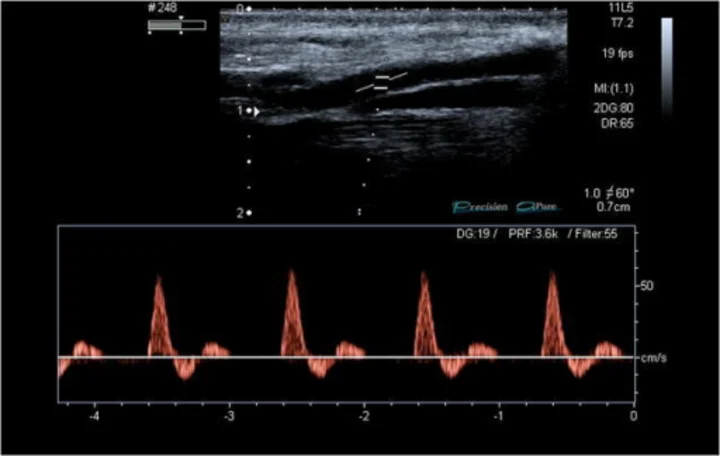 #248
0
11L5
T7.2
19 fps
MI:(1.1)
1
2DG:80
DR:65
1.0 ≠60°
0.7cm
2
Precision APure
DG:19 / PRF:3.6k / Filter:55
50
cm/s
-4 -3 -2 -1 0